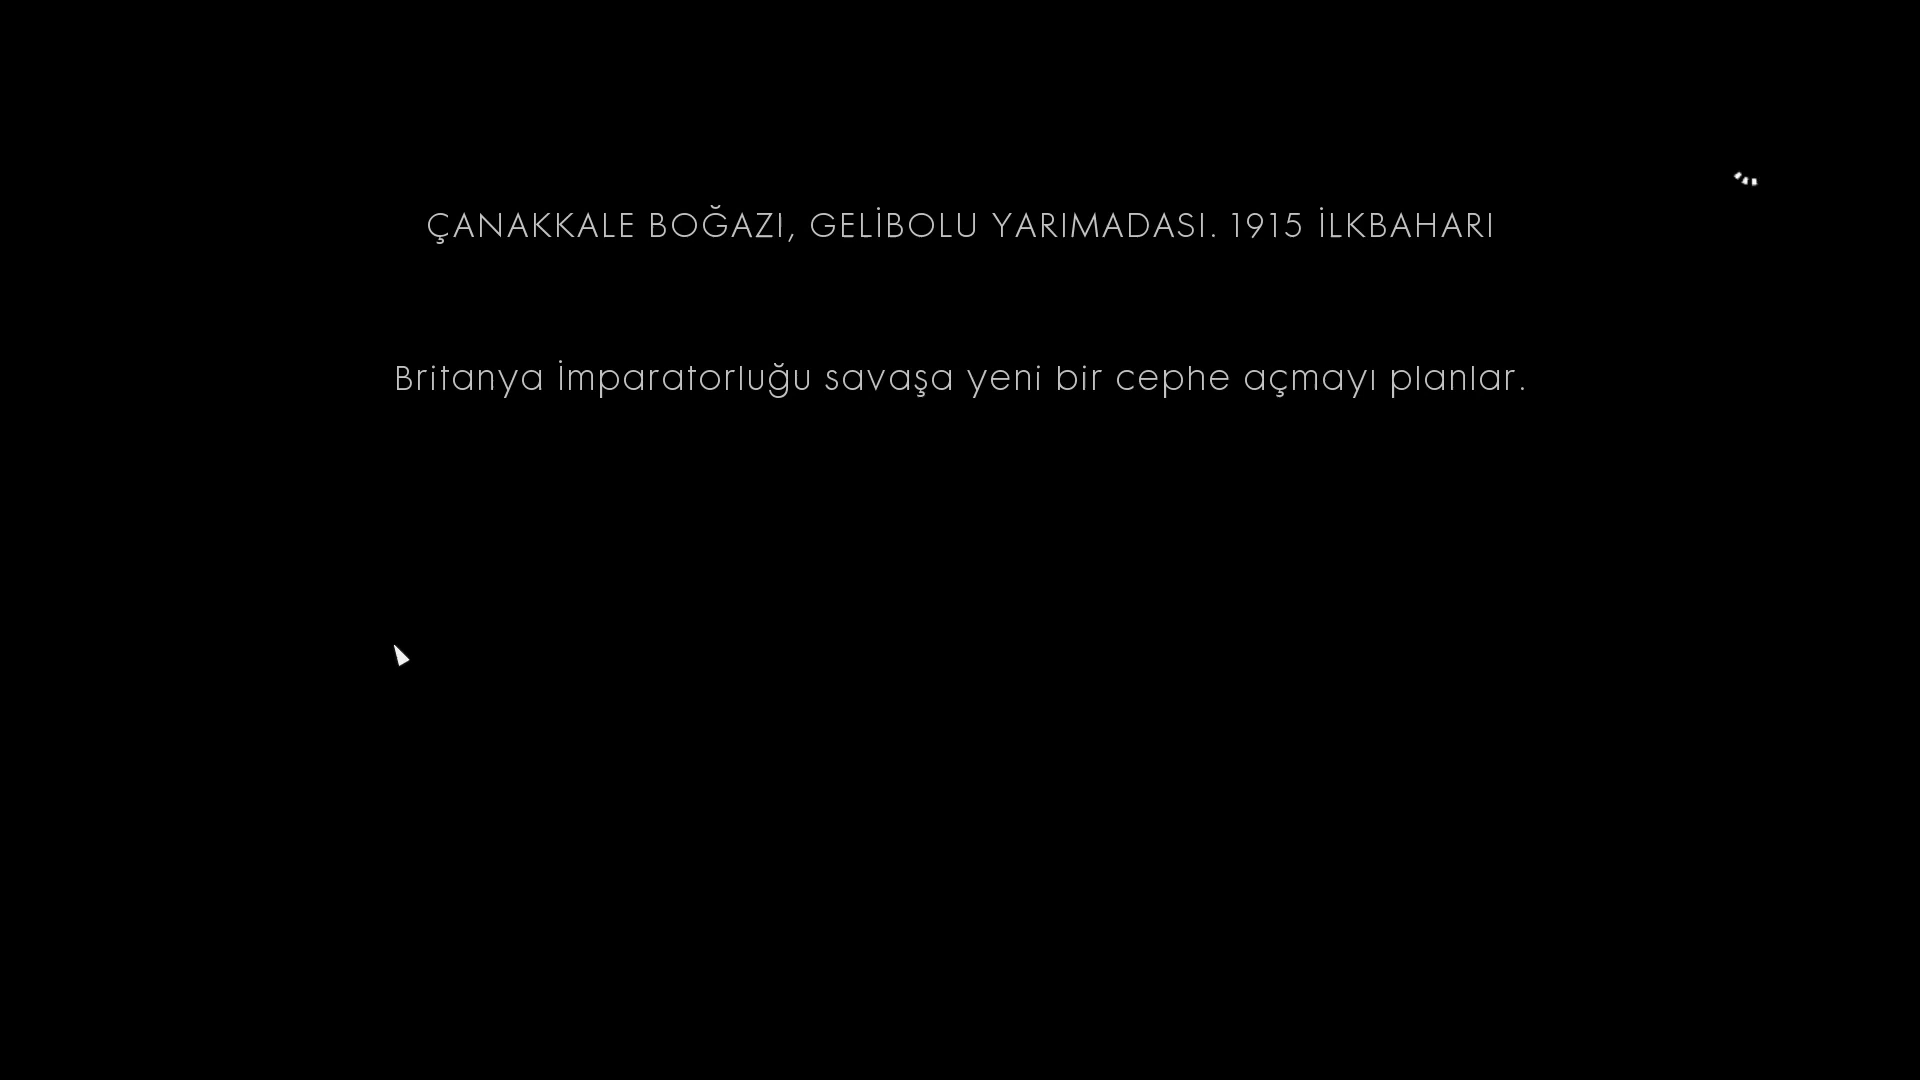 ÇANAKKALE BOĞAZI, GELİBOLU YARIMADASI. 1915 İLKBAHARI
Britanya İmparatorluğu savaşa yeni bir cephe açmayı planlar.